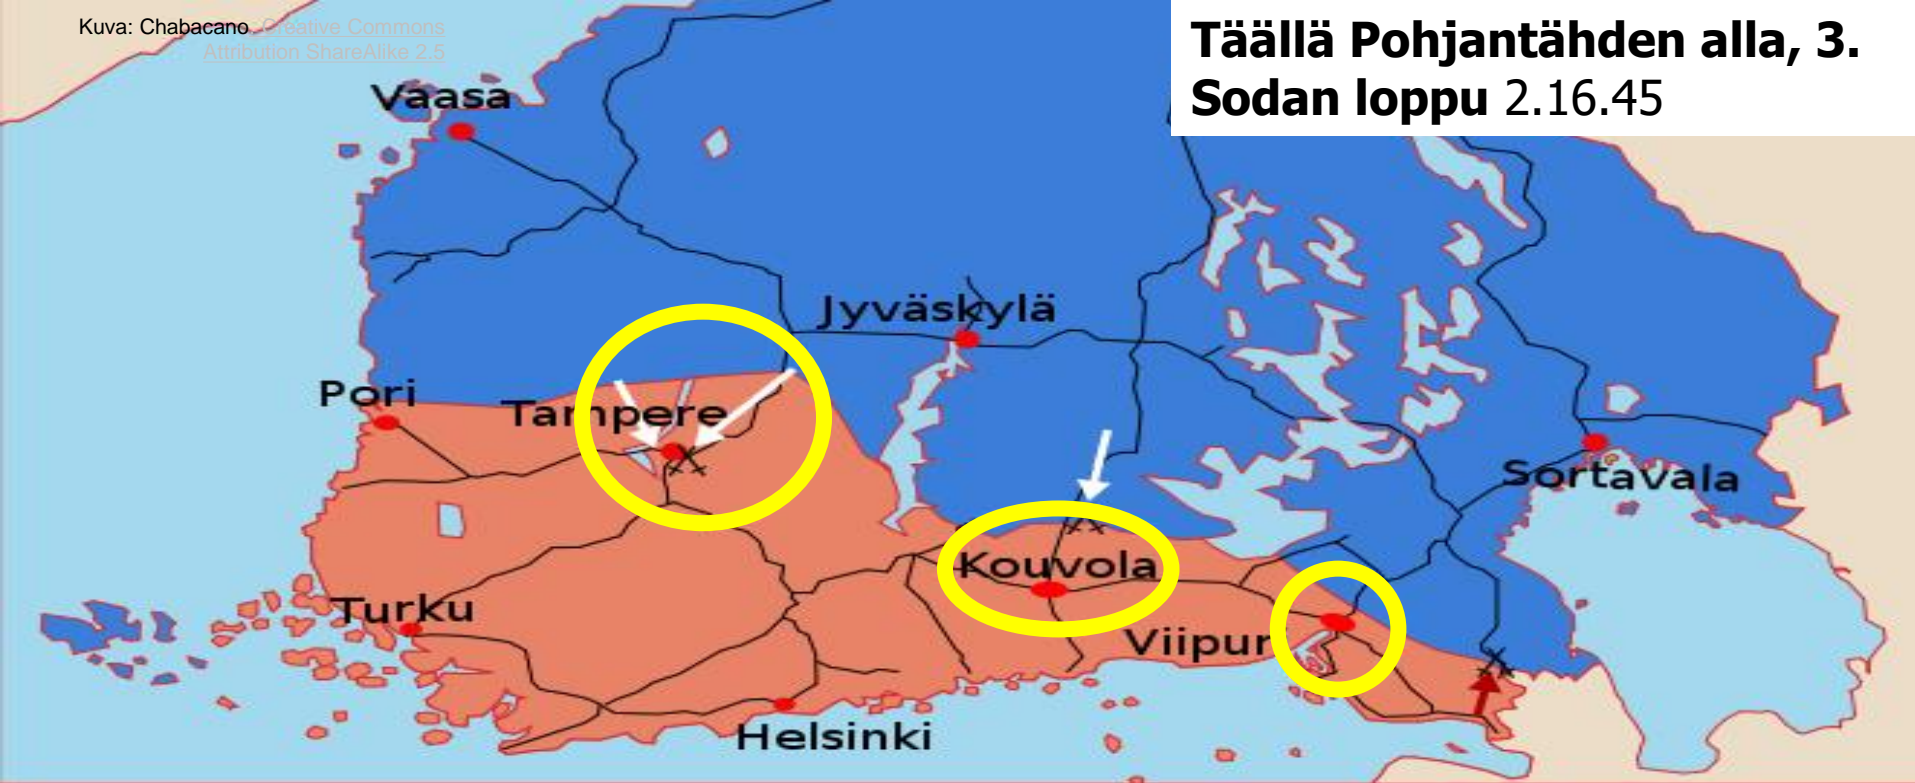 Kuva: Chabacano. Creative Commons
Attribution ShareAlike 2.5
Täällä Pohjantähden alla, 3.
Sodan loppu 2.16.45
Vaasa
Jyväskylä
Pori
Tampere
Sortavala
Kouvola
Turku
Viipur
Helsinki